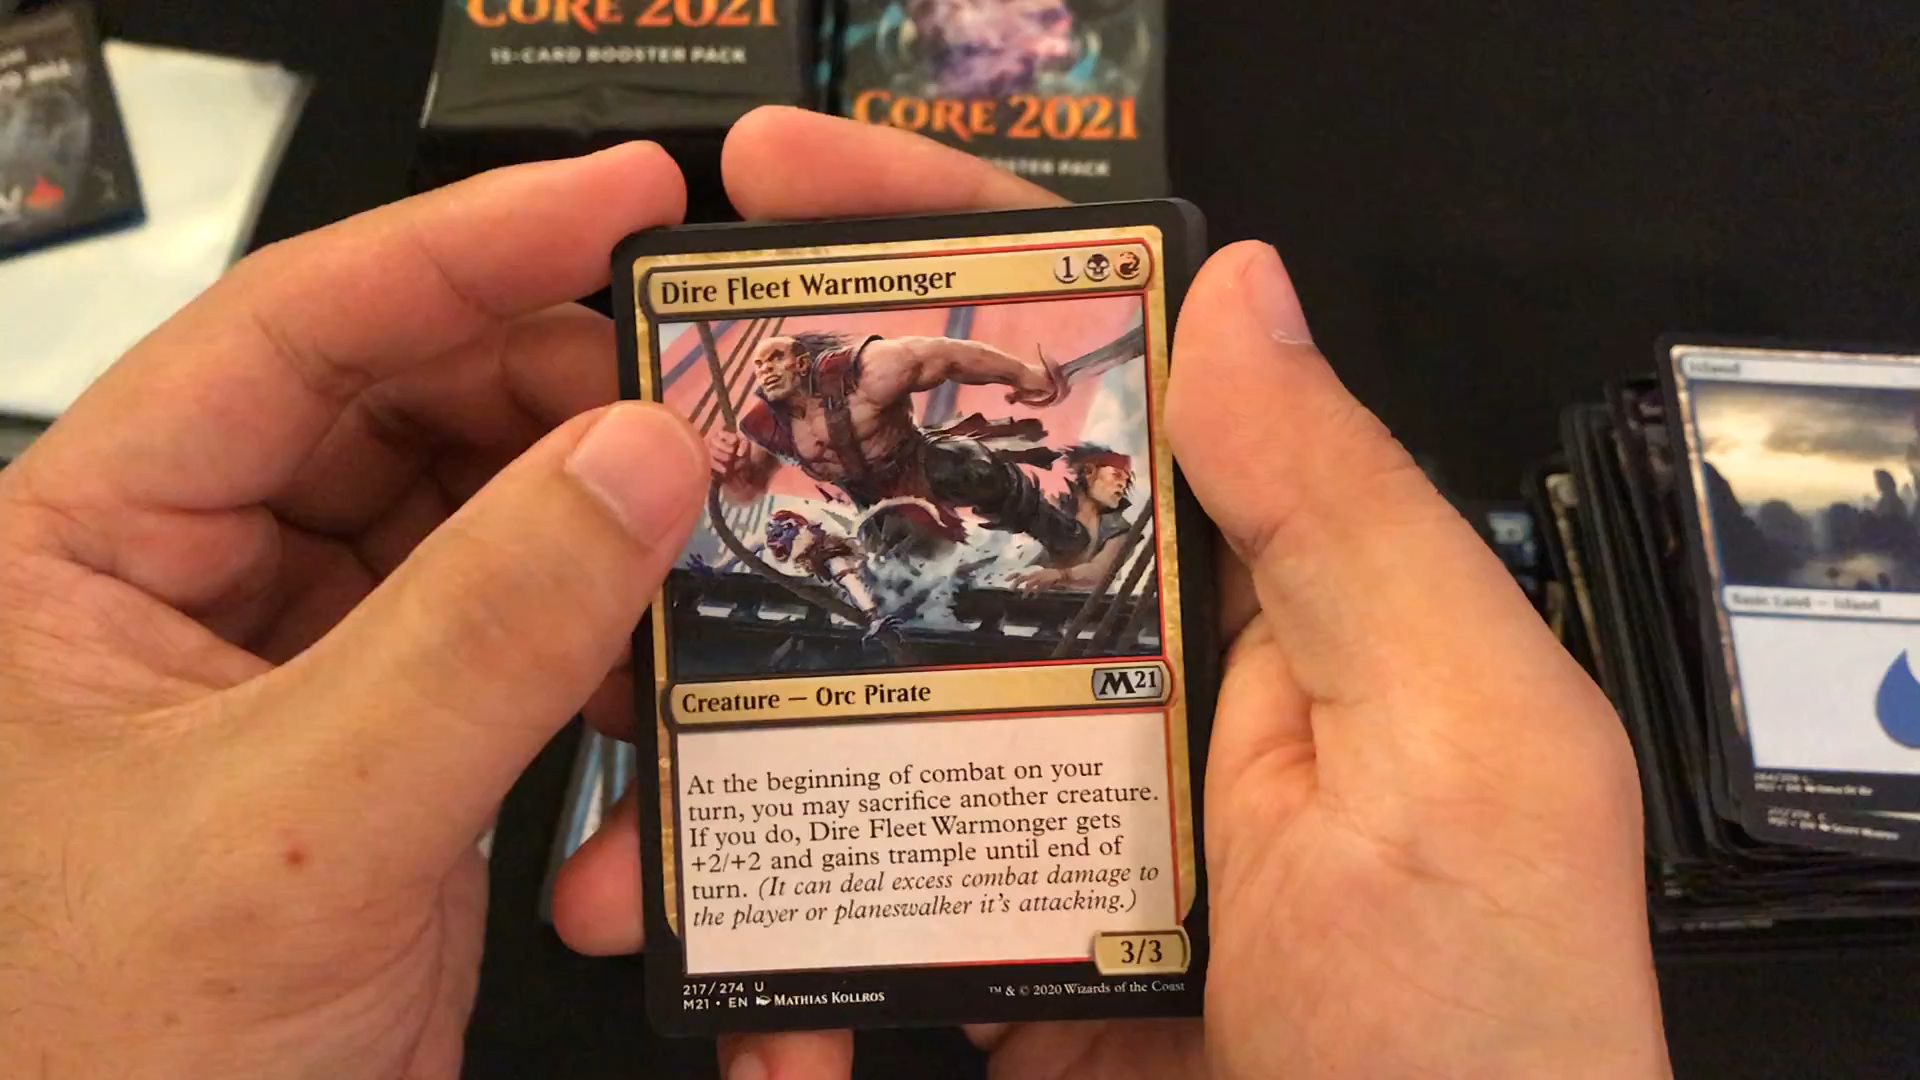 CORE 2021
15-CARD BOOSTER PACK
CORE 2021
BOOSTER PACK
Dire Fleet Warmonger
1
Creature — Orc Pirate
M21
At the beginning of combat on your
turn, you may sacrifice another creature.
If you do, Dire Fleet Warmonger gets
+2/+2 and gains trample until end of
turn. (It can deal excess combat damage to
the player or planeswalker it's attacking.)
3/3
217/274 U
M21 • EN MATHIAS KOLLROS
™ & © 2020 Wizards of the Coast
Island
Basic Land — Island